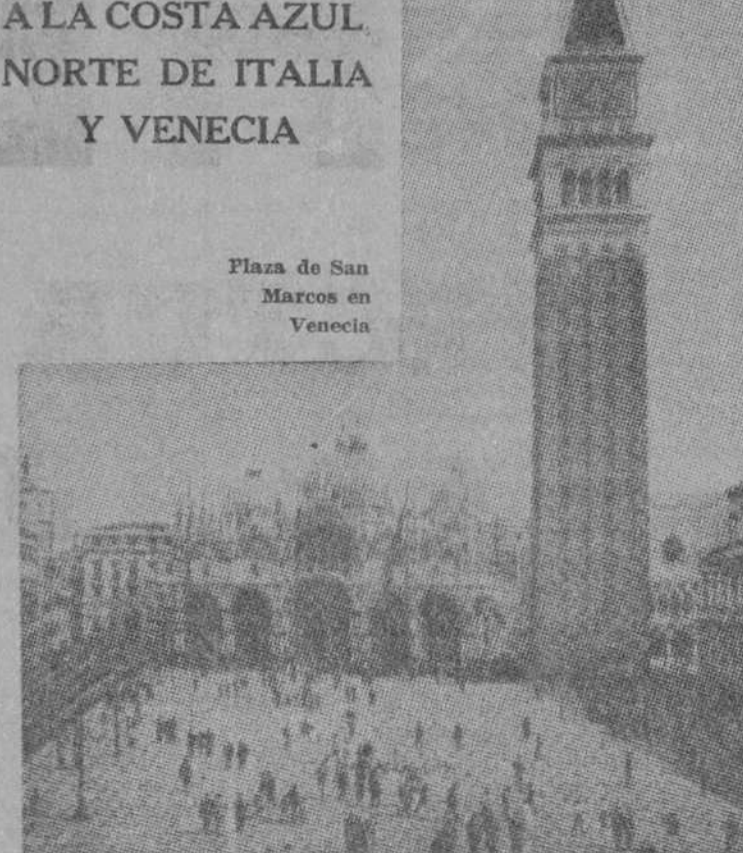 A LA COSTA AZUL,
NORTE DE ITALIA
Y VENECIA
Plaza de San
Marcos en
Venecia